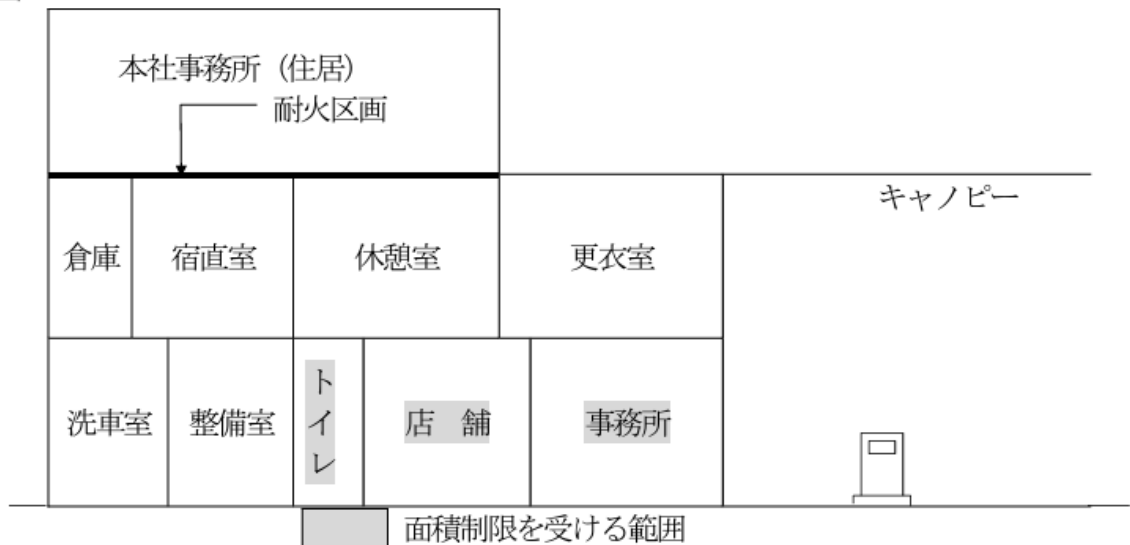 本社事務所（住居）
耐火区画
キャノピー
倉庫
宿直室
休憩室
更衣室
洗車室
整備室
トイレ
店　舗
事務所
面積制限を受ける範囲